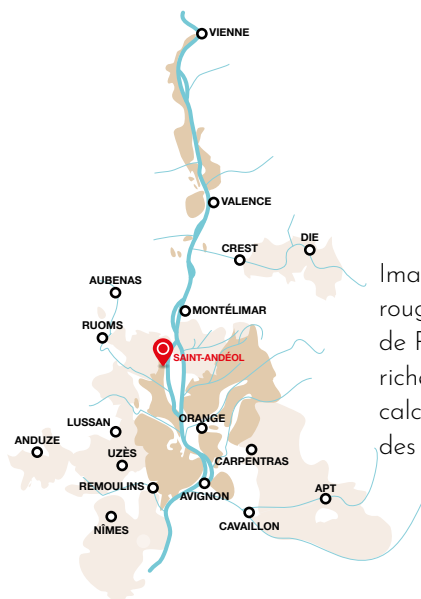 VIENNE
VALENCE
CREST
DIE
AUBENAS
MONTÉLIMAR
RUOMS
SAINT-ANDÉOL
ORANGE
LUSSAN
ANDUZE
UZÈS
CARPENTRAS
REMOULINS
AVIGNON
APT
CAVAILLON
NÎMES
Ima
roug
de
rich
calc
des